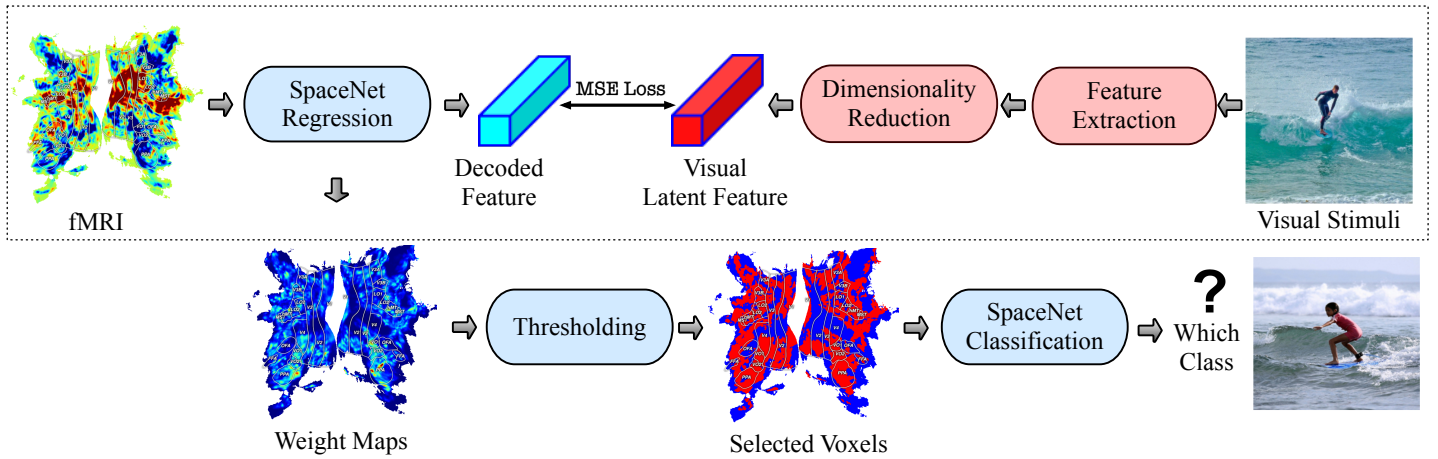 SpaceNet
Regression
MSE Loss
Dimensionality
Reduction
Feature
Extraction
Decoded
Feature
Visual
Latent Feature
fMRI
Visual Stimuli
Thresholding
SpaceNet
Classification
?
Which
Class
Weight Maps
Selected Voxels